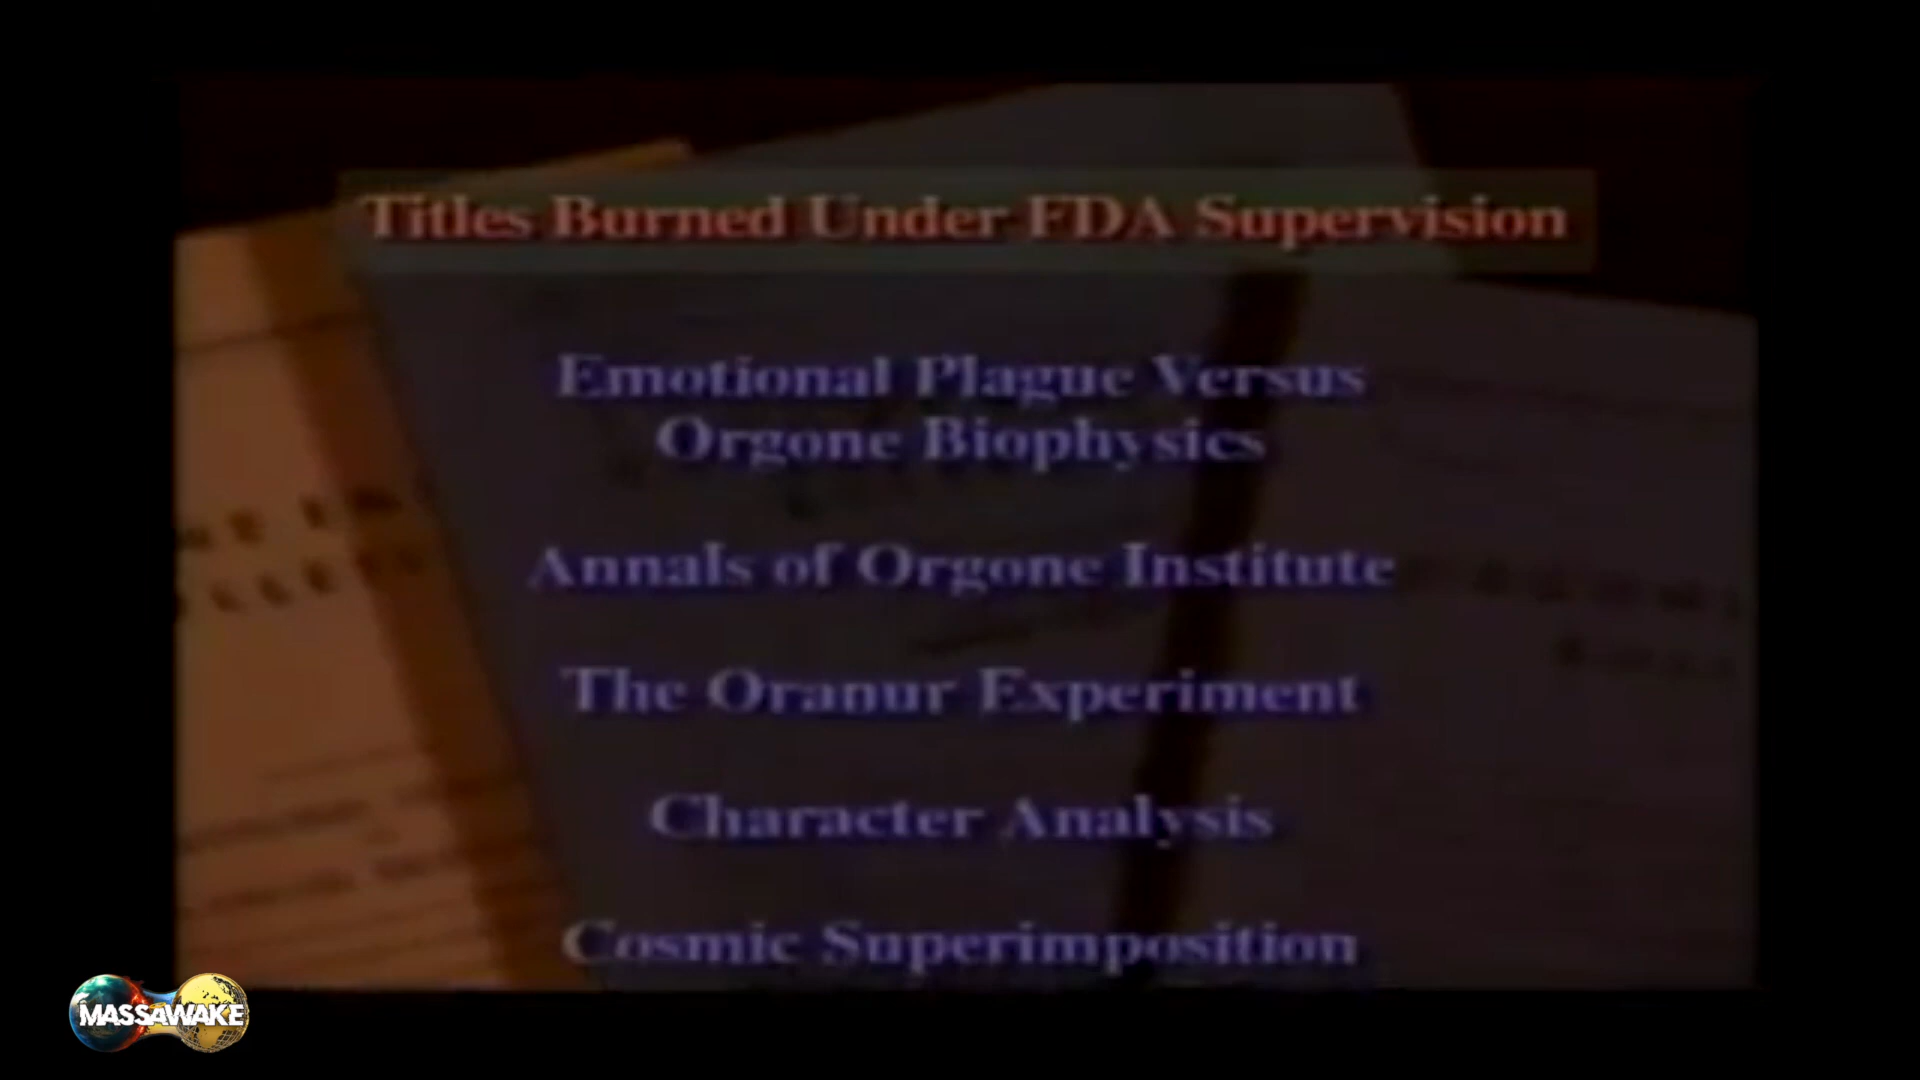 Titles Burned Under FDA Supervision
Emotional Plague Versus
Orgone Biophysics
Annals of Orgone Institute
The Oranur Experiment
Character Analysis
Cosmic Superimposition
MASSAWAKE